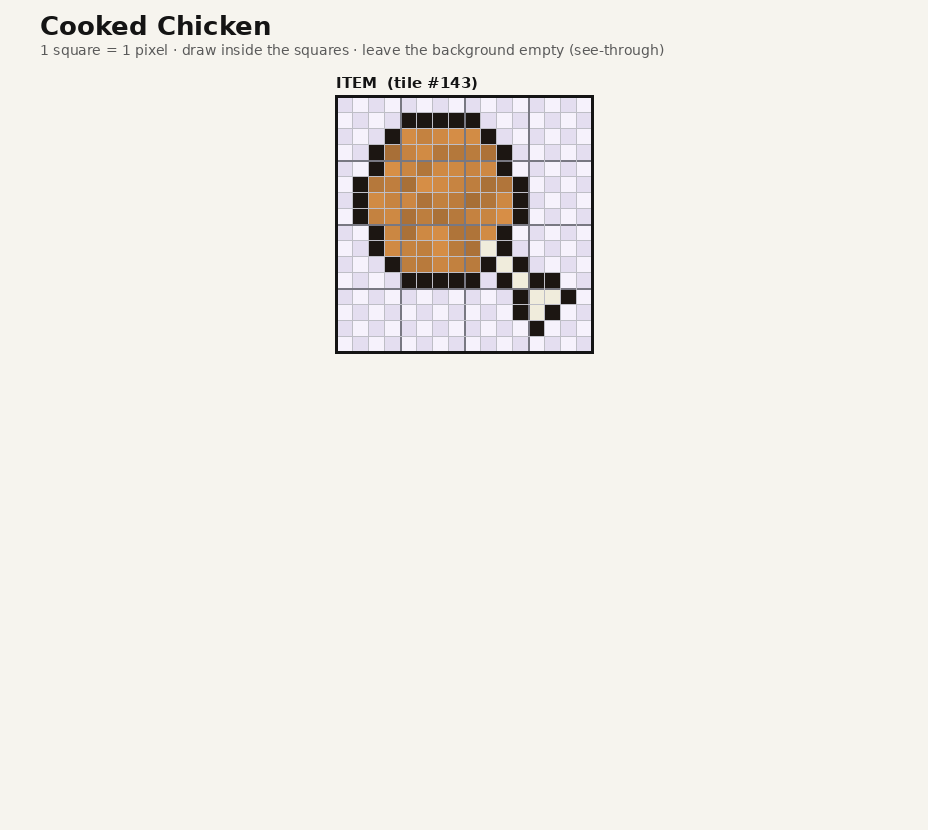 Cooked Chicken
1 square = 1 pixel · draw inside the squares · leave the background empty (see-through)
ITEM (tile #143)